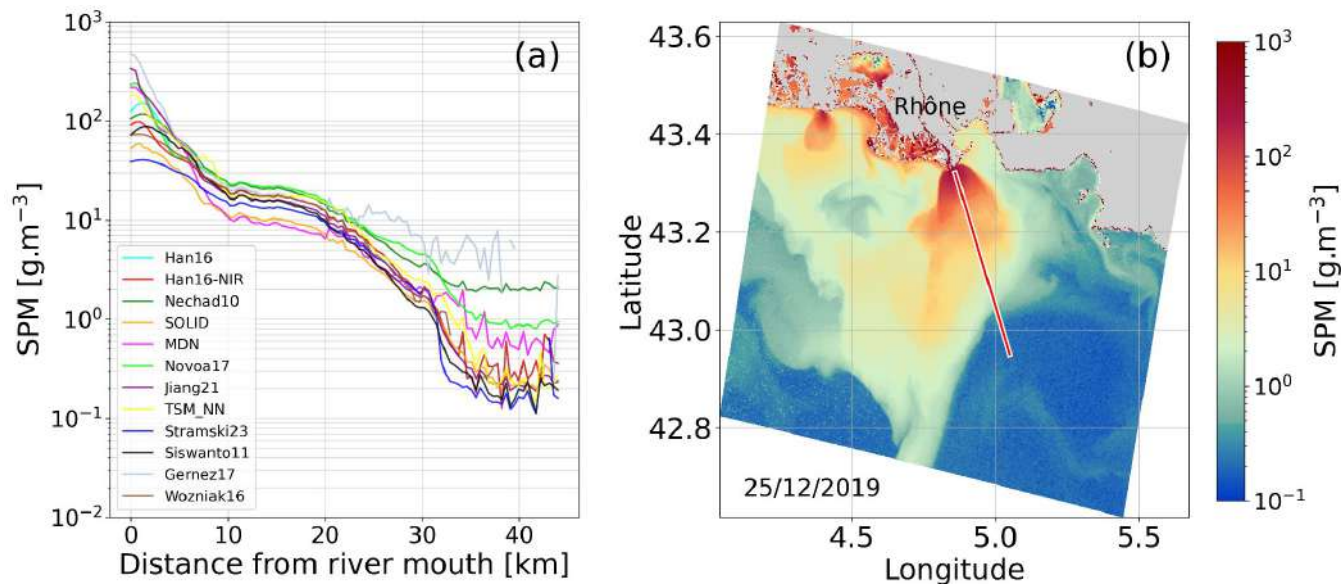 (a)
SPM [g.m⁻³]
10³
10²
10¹
10⁰
10⁻¹
10⁻²
Han16
Han16-NIR
Nechad10
SOLID
MDN
Novoa17
Jiang21
TSM_NN
Stramski23
Siswanto11
Gernez17
Wozniak16
0 10 20 30 40
Distance from river mouth [km]
(b)
Latitude
43.6
43.4
43.2
43.0
42.8
Rhône
25/12/2019
4.5 5.0 5.5
Longitude
10³
10²
10¹
10⁰
10⁻¹
SPM [g.m⁻³]